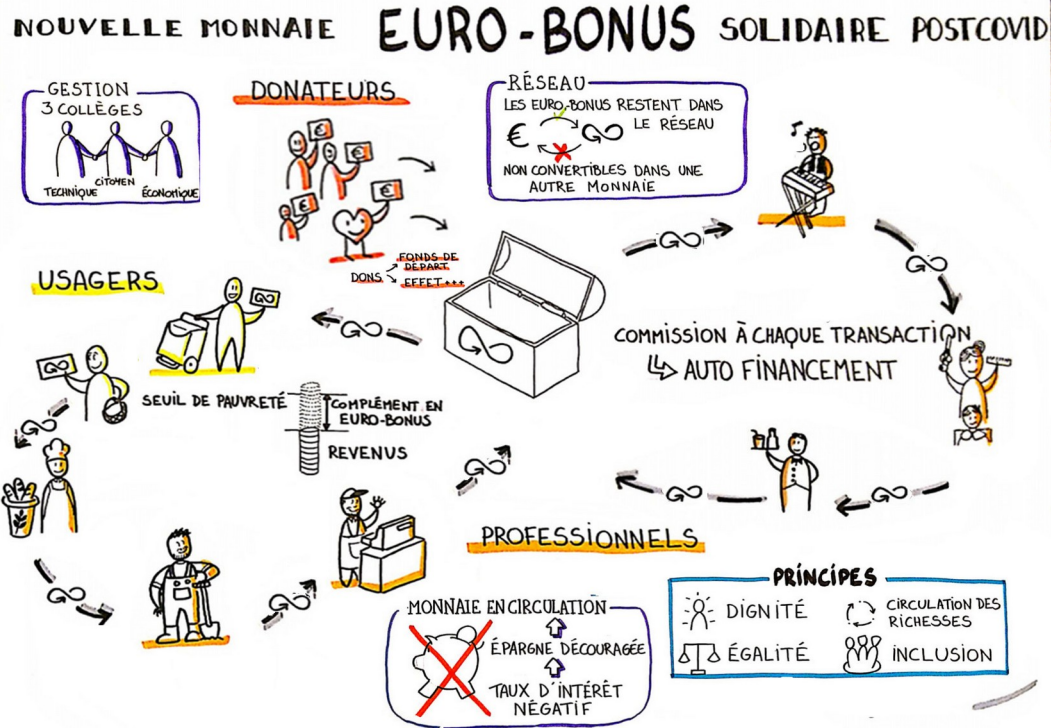 NOUVELLE MONNAIE EURO-BONUS SOLIDAIRE POSTCOVID
GESTION
3 COLLÈGES
TECHNIQUE CITOYEN ÉCONOMIQUE
DONATEURS
€
€
€
€
DONS
FONDS DE
DÉPART
EFFET+++
RÉSEAU
LES EURO-BONUS RESTENT DANS
LE RÉSEAU
€
NON CONVERTIBLES DANS UNE
AUTRE MONNAIE
USAGERS
SEUIL DE PAUVRETÉ
COMPLÉMENT EN
EURO-BONUS
REVENUS
COMMISSION À CHAQUE TRANSACTION
AUTO FINANCEMENT
PROFESSIONNELS
MONNAIE EN CIRCULATION
ÉPARGNE DÉCOURAGÉE
TAUX D'INTÉRÊT
NÉGATIF
PRINCIPES
DIGNITÉ
CIRCULATION DES
RICHESSES
ÉGALITÉ
INCLUSION